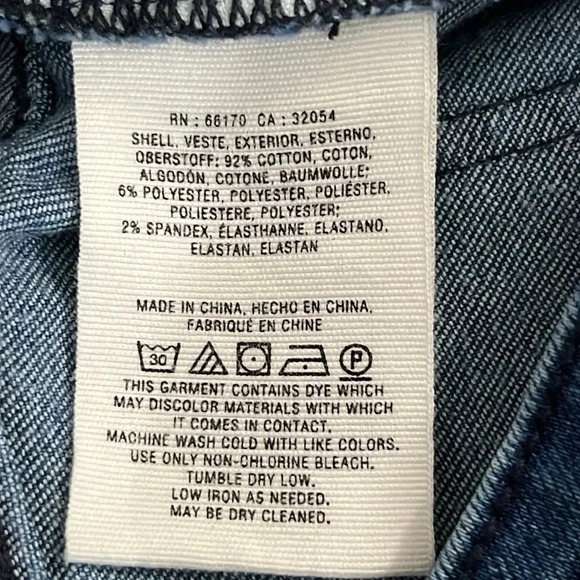 RN : 66170 CA : 32054
SHELL, VESTE, EXTERIOR, ESTERNO,
OBERSTOFF: 92% COTTON, COTON,
ALGODÓN, COTONE, BAUMWOLLE;
6% POLYESTER, POLYESTER, POLIÉSTER,
POLIESTERE, POLYESTER;
2% SPANDEX, ÉLASTHANNE, ELASTANO,
ELASTAN, ELASTAN
MADE IN CHINA, HECHO EN CHINA,
FABRIQUÉ EN CHINE
30 P
THIS GARMENT CONTAINS DYE WHICH
MAY DISCOLOR MATERIALS WITH WHICH
IT COMES IN CONTACT.
MACHINE WASH COLD WITH LIKE COLORS.
USE ONLY NON-CHLORINE BLEACH.
TUMBLE DRY LOW.
LOW IRON AS NEEDED.
MAY BE DRY CLEANED.